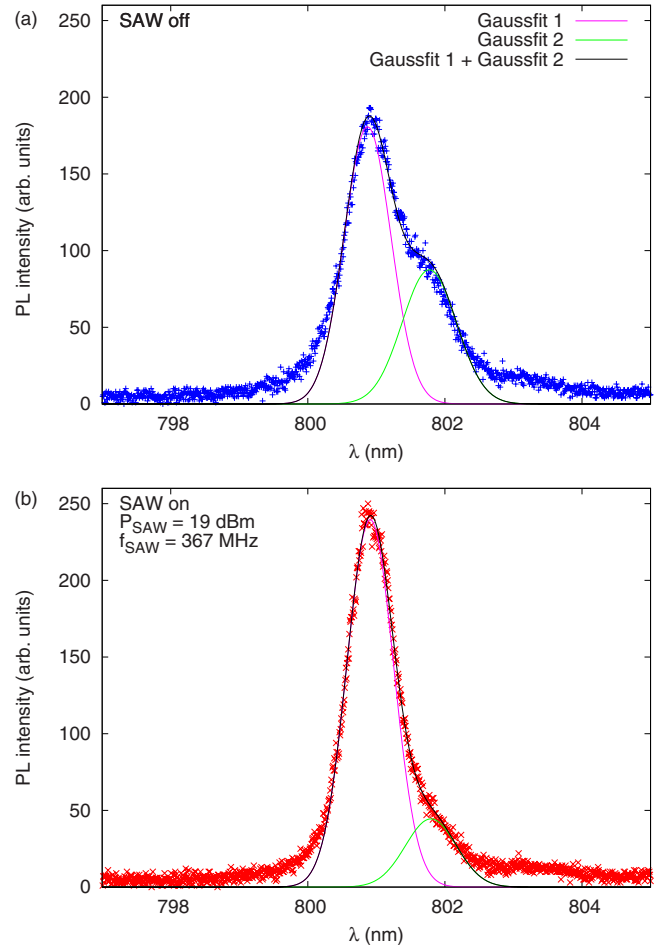 (a)
SAW off
Gaussfit 1
Gaussfit 2
Gaussfit 1 + Gaussfit 2
250
200
150
100
50
0
PL intensity (arb. units)
798
800
802
804
λ (nm)
(b)
SAW on
P_SAW = 19 dBm
f_SAW = 367 MHz
250
200
150
100
50
0
PL intensity (arb. units)
798
800
802
804
λ (nm)